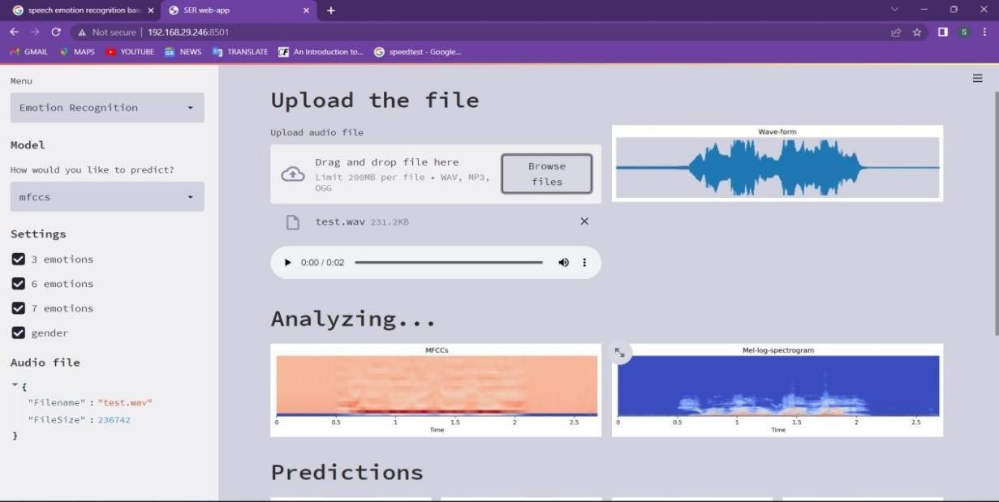 speech emotion recognition bas
SER web-app
Not secure | 192.168.29.246:8501
S
GMAIL MAPS YOUTUBE NEWS TRANSLATE An Introduction to... speedtest - Google...
Menu
Emotion Recognition
Model
How would you like to predict?
mfccs
Settings
3 emotions
6 emotions
7 emotions
gender
Audio file
{
"Filename" : "test.wav"
"FileSize" : 236742
}
Upload the file
Upload audio file
Drag and drop file here
Limit 200MB per file • WAV, MP3,
OGG
Browse
files
test.wav 231.2KB
0:00 / 0:02
Wave-form
Analyzing...
MFCCs
0 0.5 1 1.5 2 2.5
Time
Mel-log-spectrogram
0 0.5 1 1.5 2 2.5
Time
Predictions